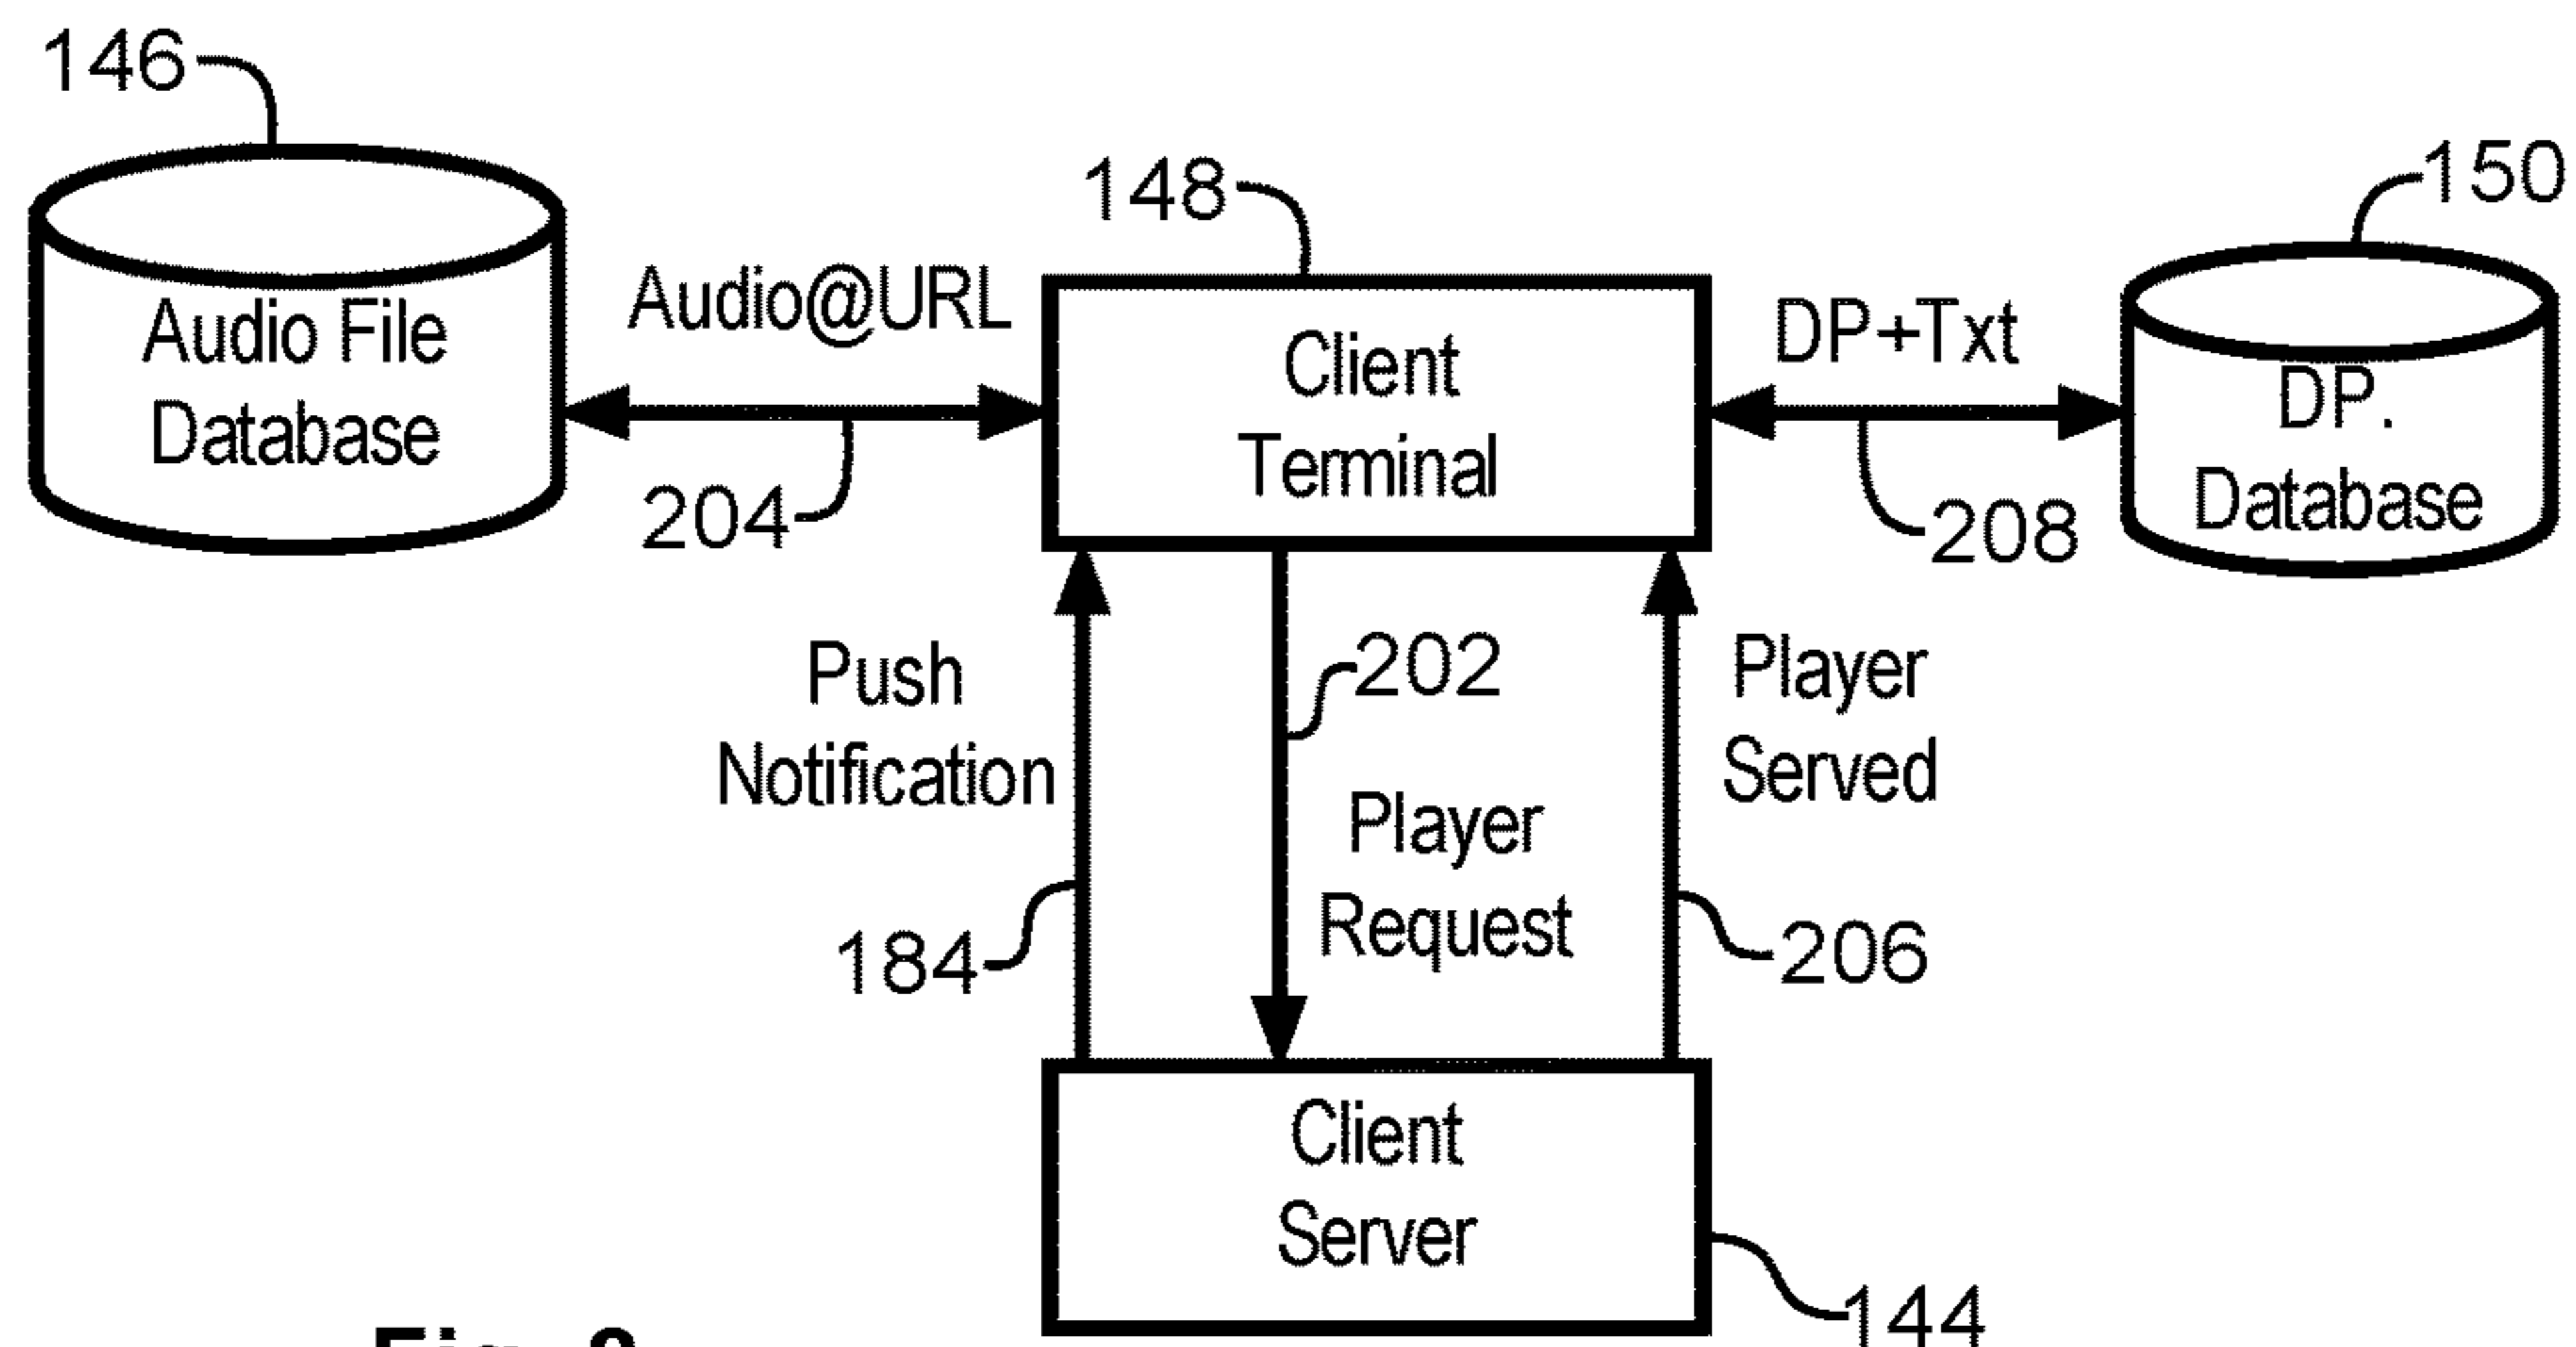 146
148
150
Audio@URL
Audio File
Database
Client
Terminal
DP+Txt
DP.
Database
204
208
Push
Notification
202
Player
Served
Player
Request
184
206
Client
Server
144